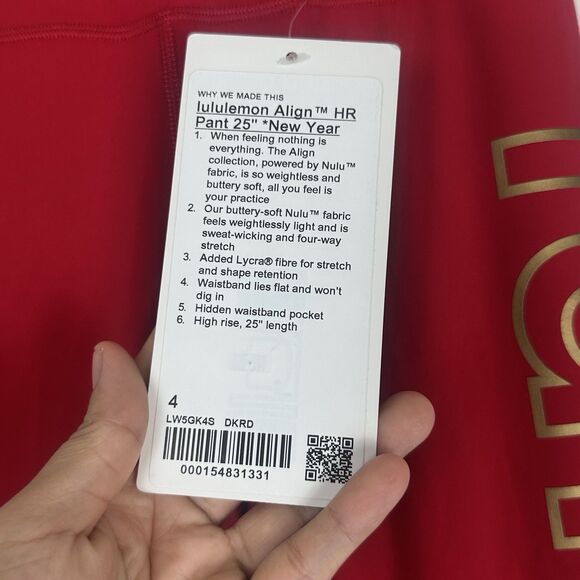 WHY WE MADE THIS
lululemon Align™ HR
Pant 25" *New Year
1. When feeling nothing is
everything. The Align
collection, powered by Nulu™
fabric, is so weightless and
buttery soft, all you feel is
your practice
2. Our buttery-soft Nulu™ fabric
feels weightlessly light and is
sweat-wicking and four-way
stretch
3. Added Lycra® fibre for stretch
and shape retention
4. Waistband lies flat and won't
dig in
5. Hidden waistband pocket
6. High rise, 25" length
4
LW5GK4S DKRD
000154831331